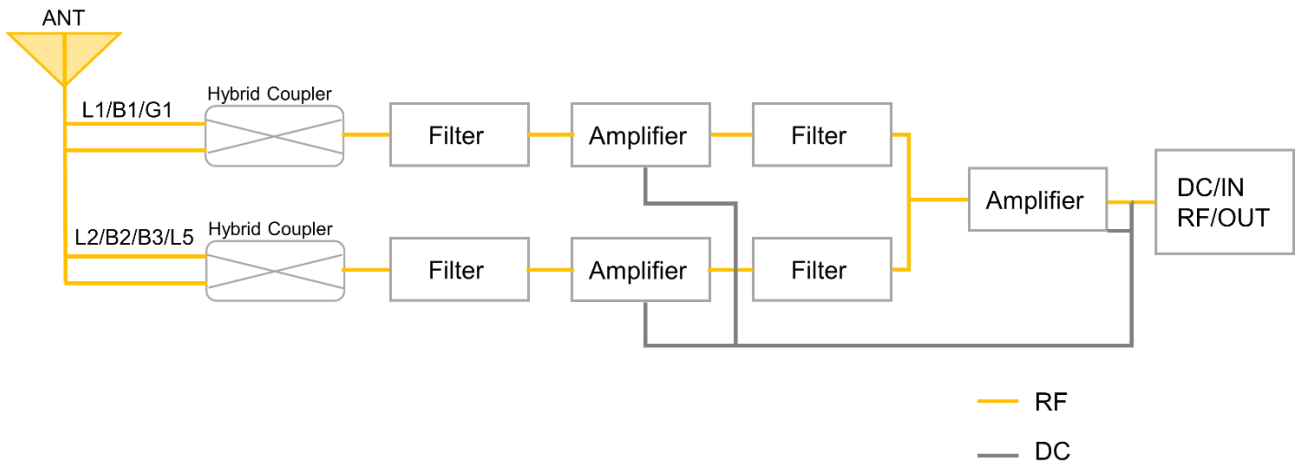 ANT
L1/B1/G1
Hybrid Coupler
Filter
Amplifier
Filter
Amplifier
DC/IN
RF/OUT
L2/B2/B3/L5
Hybrid Coupler
Filter
Amplifier
Filter
RF
DC